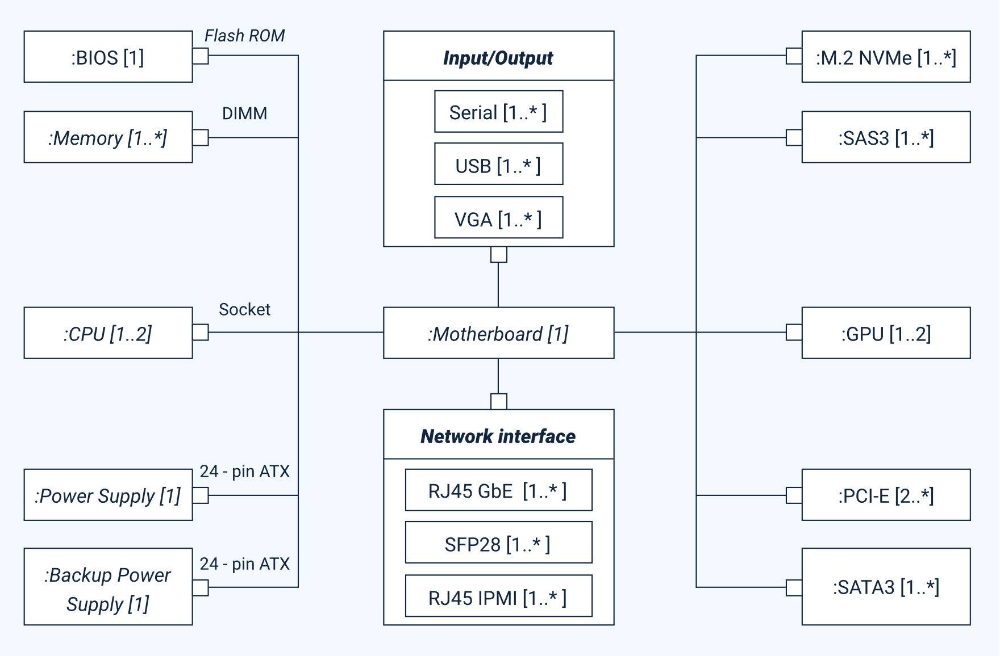 Flash ROM
:BIOS [1]
DIMM
:Memory [1..*]
Socket
:CPU [1..2]
24 - pin ATX
:Power Supply [1]
24 - pin ATX
:Backup Power
Supply [1]
Input/Output
Serial [1..* ]
USB [1..* ]
VGA [1..* ]
:Motherboard [1]
Network interface
RJ45 GbE  [1..* ]
SFP28 [1..* ]
RJ45 IPMI [1..* ]
:M.2 NVMe [1..*]
:SAS3 [1..*]
:GPU [1..2]
:PCI-E [2..*]
:SATA3 [1..*]